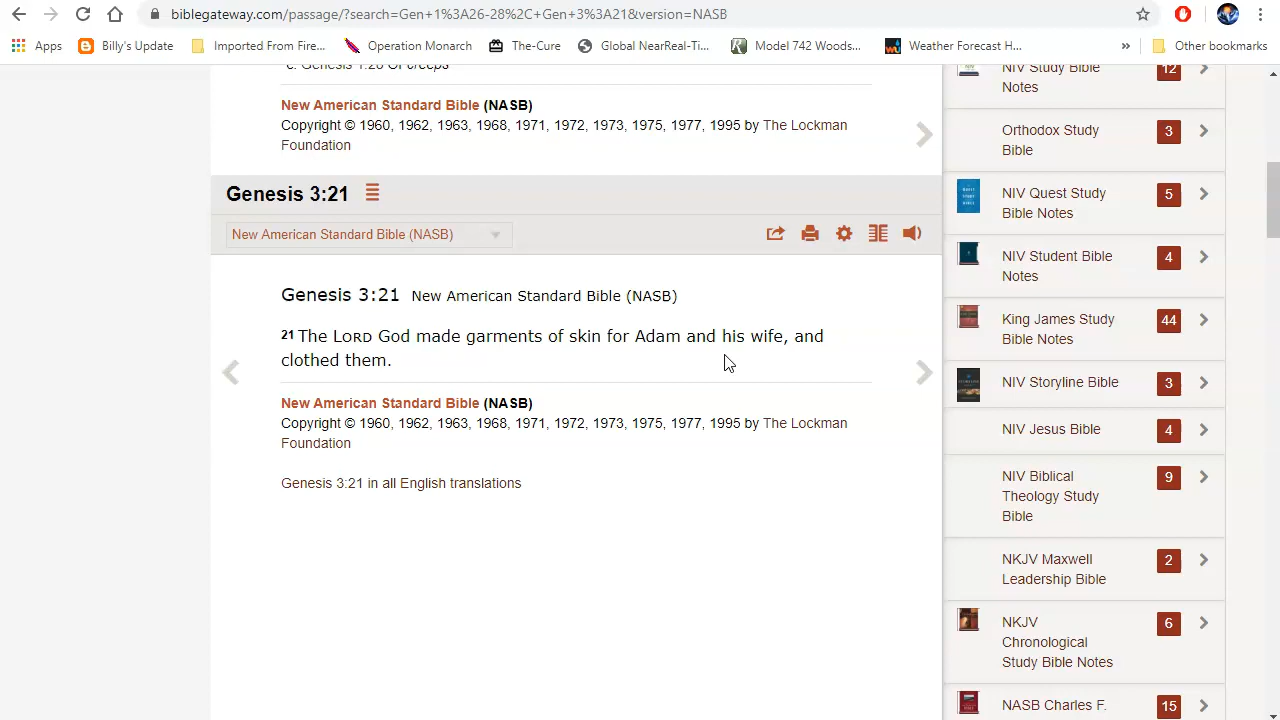 biblegateway.com/passage/?search=Gen+1%3A26-28%2C+Gen+3%3A21&version=NASB
Apps Billy's Update Imported From Fire... Operation Monarch The-Cure Global NearReal-Ti... Model 742 Woods... Weather Forecast H... » Other bookmarks
c. Genesis 1:26 Or creeps
New American Standard Bible (NASB)
Copyright © 1960, 1962, 1963, 1968, 1971, 1972, 1973, 1975, 1977, 1995 by The Lockman
Foundation
Genesis 3:21
New American Standard Bible (NASB)
Genesis 3:21 New American Standard Bible (NASB)
21 The LORD God made garments of skin for Adam and his wife, and
clothed them.
New American Standard Bible (NASB)
Copyright © 1960, 1962, 1963, 1968, 1971, 1972, 1973, 1975, 1977, 1995 by The Lockman
Foundation
Genesis 3:21 in all English translations
NIV Study Bible 12
Notes
Orthodox Study 3
Bible
NIV Quest Study 5
Bible Notes
NIV Student Bible 4
Notes
King James Study 44
Bible Notes
NIV Storyline Bible 3
NIV Jesus Bible 4
NIV Biblical 9
Theology Study
Bible
NKJV Maxwell 2
Leadership Bible
NKJV 6
Chronological
Study Bible Notes
NASB Charles F. 15